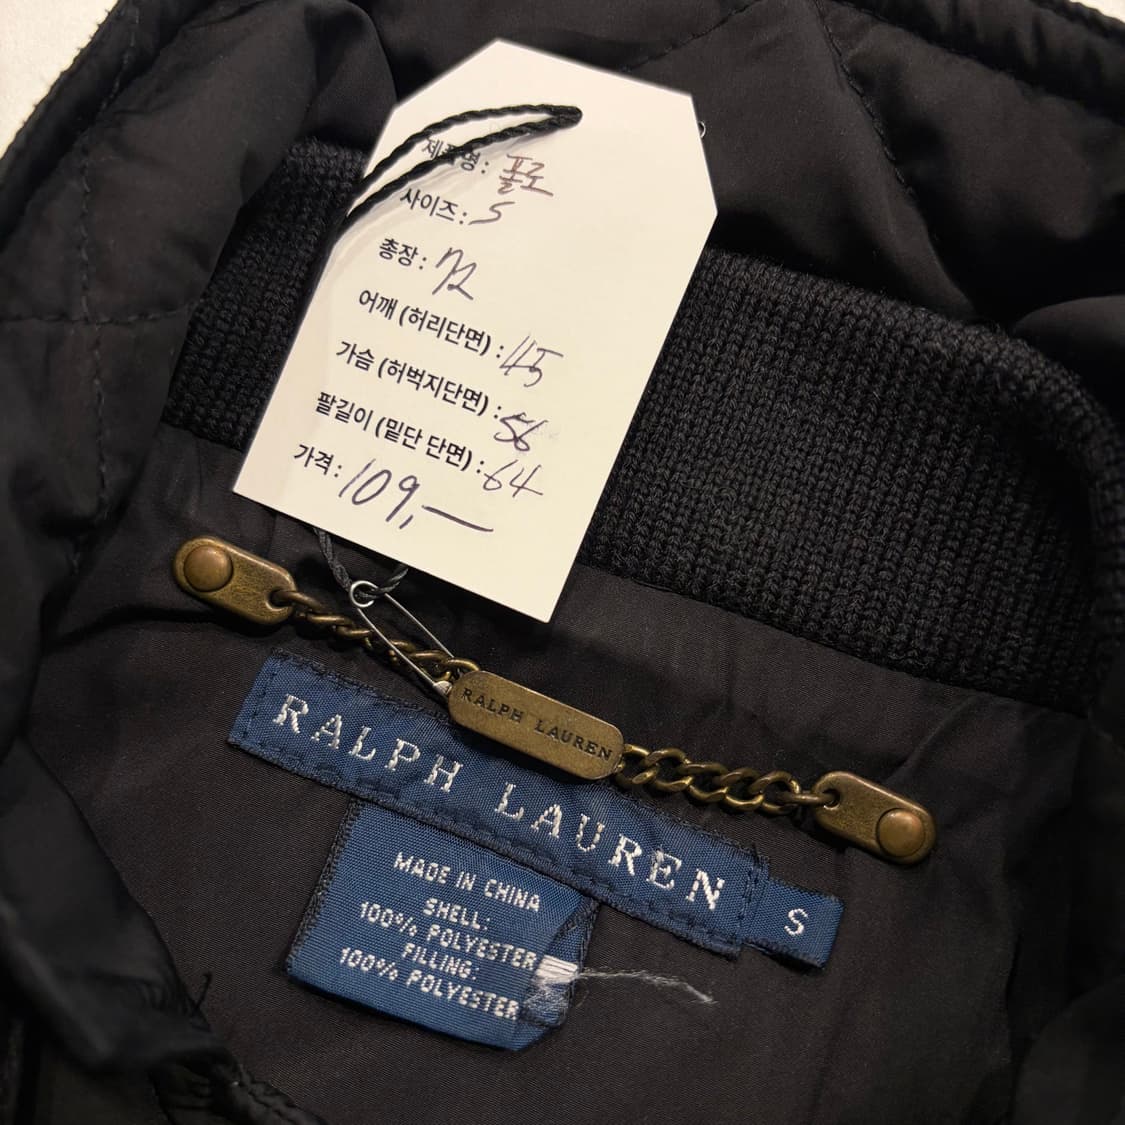 제품명: 폴로
사이즈: S
총장: 72
어깨 (허리단면) : 45
가슴 (허벅지단면) : 56
팔길이 (밑단 단면) : 64
가격: 109,—
RALPH LAUREN
RALPH LAUREN
S
MADE IN CHINA
SHELL:
100% POLYESTER
FILLING:
100% POLYESTER